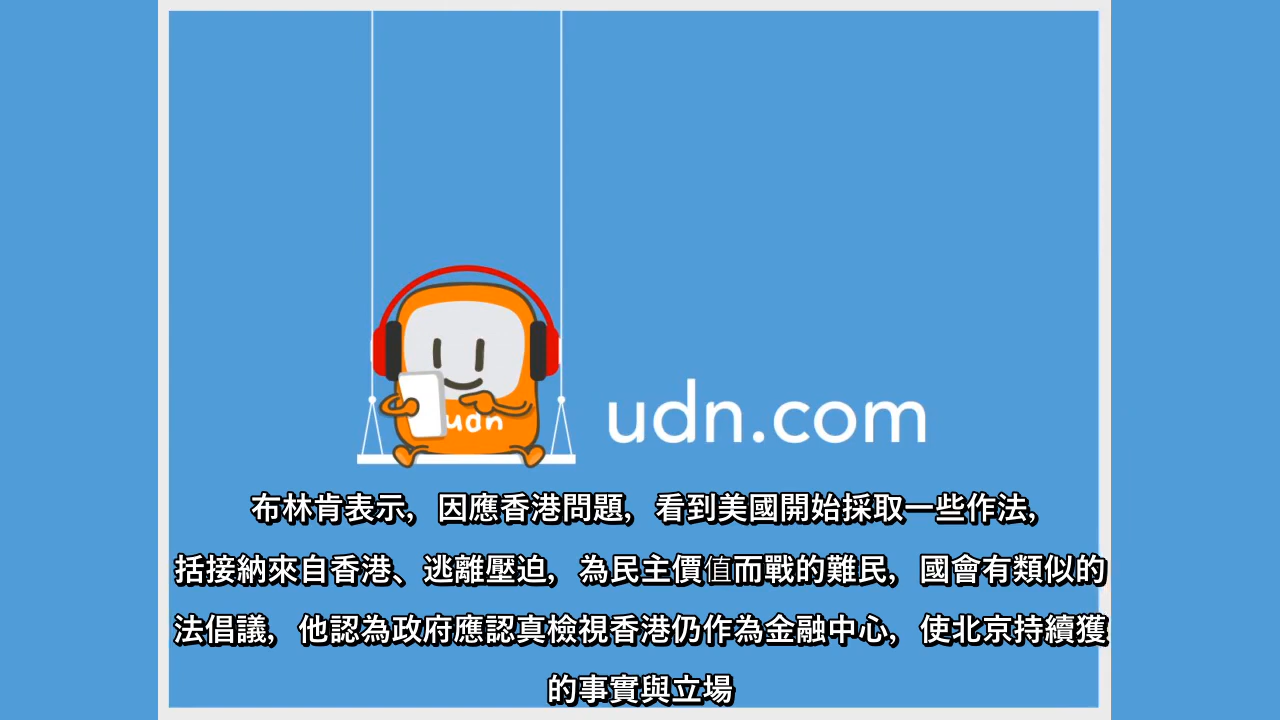 udn
udn.com
布林肯表示, 因應香港問題, 看到美國開始採取一些作法,
括接納來自香港、逃離壓迫, 為民主價值而戰的難民, 國會有類似的
法倡議, 他認為政府應認真檢視香港仍作為金融中心, 使北京持續獲
的事實與立場